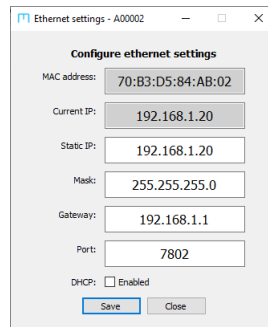 Ethernet settings - A00002
Configure ethernet settings
MAC address: 70:B3:D5:84:AB:02
Current IP: 192.168.1.20
Static IP: 192.168.1.20
Mask: 255.255.255.0
Gateway: 192.168.1.1
Port: 7802
DHCP: Enabled
Save Close